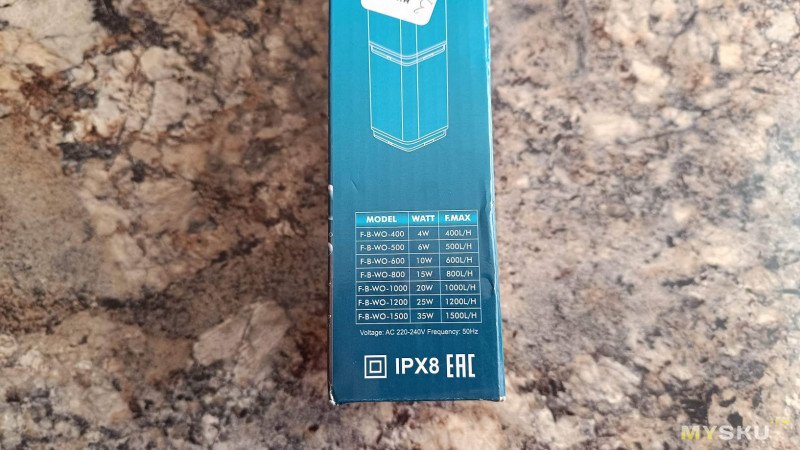 MODEL WATT F.MAX
F-B-WO-400 4W 400L/H
F-B-WO-500 6W 500L/H
F-B-WO-600 10W 600L/H
F-B-WO-800 15W 800L/H
F-B-WO-1000 20W 1000L/H
F-B-WO-1200 25W 1200L/H
F-B-WO-1500 35W 1500L/H
Voltage: AC 220-240V Frequency: 50Hz
IPX8 EAC
MYSKU